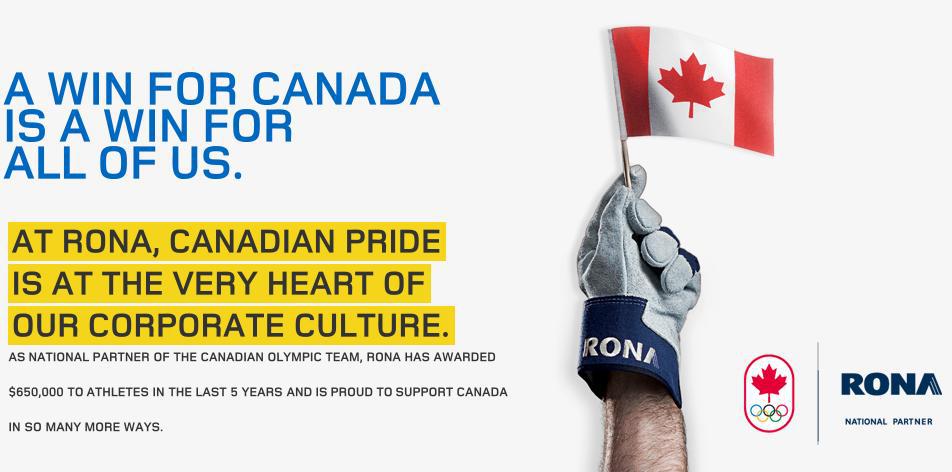 A WIN FOR CANADA
IS A WIN FOR
ALL OF US.
AT RONA, CANADIAN PRIDE
IS AT THE VERY HEART OF
OUR CORPORATE CULTURE.
AS NATIONAL PARTNER OF THE CANADIAN OLYMPIC TEAM, RONA HAS AWARDED
$650,000 TO ATHLETES IN THE LAST 5 YEARS AND IS PROUD TO SUPPORT CANADA
IN SO MANY MORE WAYS.
RONA
RONA
NATIONAL PARTNER